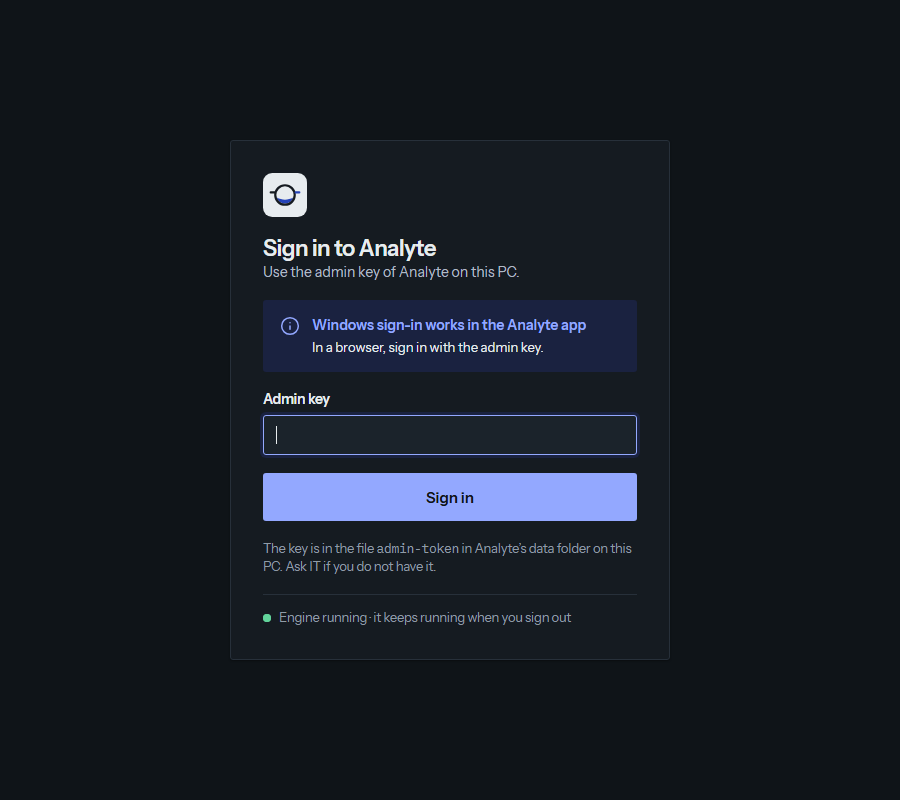 Sign in to Analyte
Use the admin key of Analyte on this PC.
Windows sign-in works in the Analyte app
In a browser, sign in with the admin key.
Admin key
Sign in
The key is in the file admin-token in Analyte's data folder on this
PC. Ask IT if you do not have it.
Engine running · it keeps running when you sign out